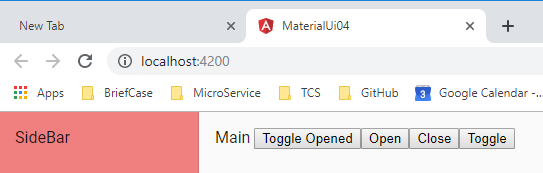 New Tab
MaterialUi04
localhost:4200
Apps BriefCase MicroService TCS GitHub Google Calendar -...
3
SideBar
Main Toggle Opened Open Close Toggle